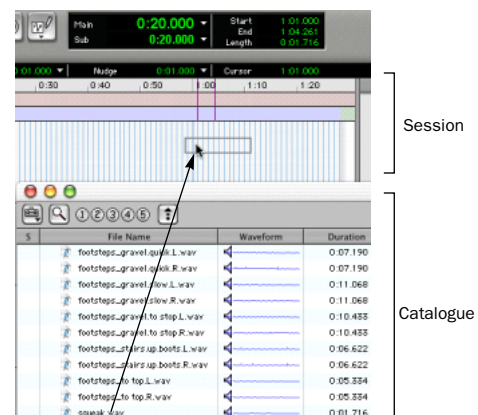 Main 0:20.000 Start 1:01.000
End 1:04.261
Sub 0:20.000 Length 0:01.716
0:01.000 Nudge 0:01.000 Cursor 1:01.000
0:30 0:40 0:50 1:00 1:10 1:20
Session
1 2 3 4 5
S File Name Waveform Duration
footsteps_gravel.quick.L.wav 0:07.190
footsteps_gravel.quick.R.wav 0:07.190
footsteps_gravel.slow.L.wav 0:11.068
footsteps_gravel.slow.R.wav 0:11.068
Catalogue
footsteps_gravel.to stop.L.wav 0:10.433
footsteps_gravel.to stop.R.wav 0:10.433
footsteps_stairs.up.boots.L.wav 0:06.622
footsteps_stairs.up.boots.R.wav 0:06.622
footsteps_to top.L.wav 0:05.334
footsteps_to top.R.wav 0:05.334
squeak.wav 0:01.716